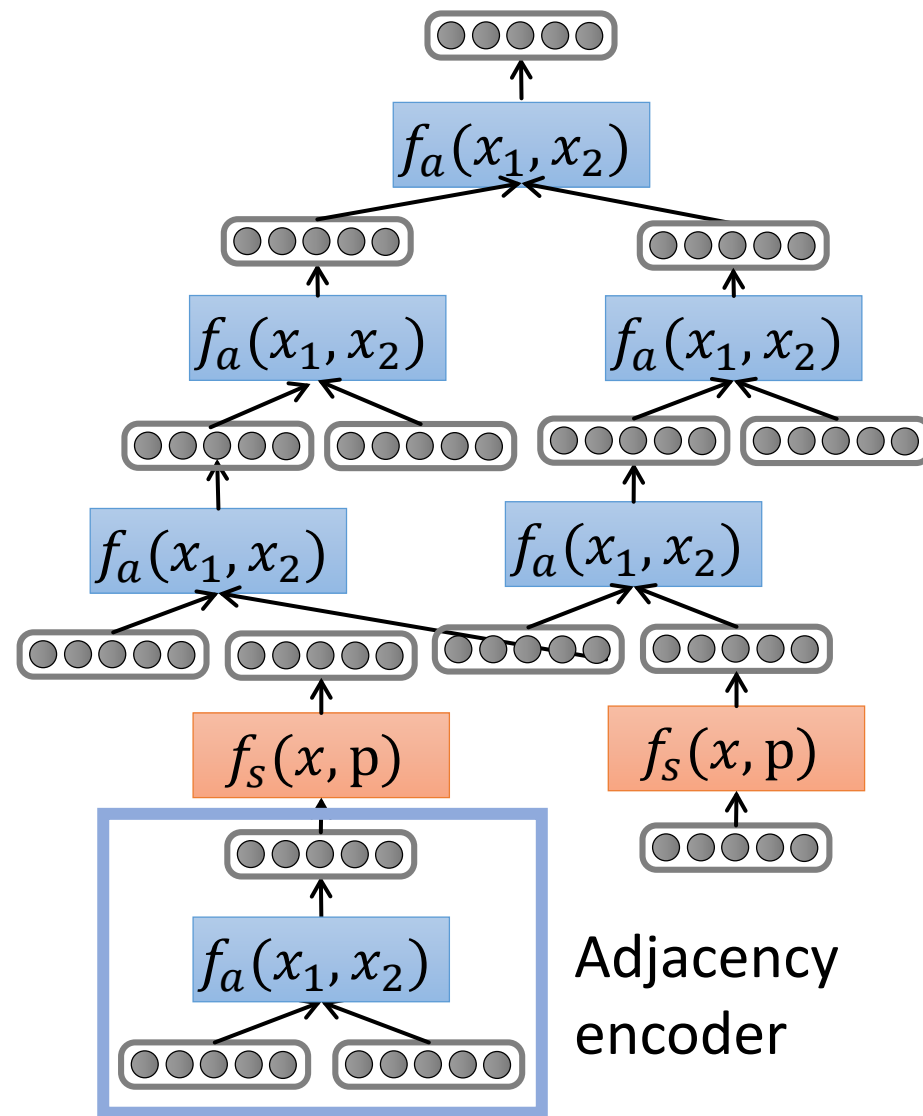 f_a(x_1, x_2)
f_a(x_1, x_2)
f_a(x_1, x_2)
f_a(x_1, x_2)
f_a(x_1, x_2)
f_s(x, p)
f_s(x, p)
f_a(x_1, x_2)
Adjacency
encoder